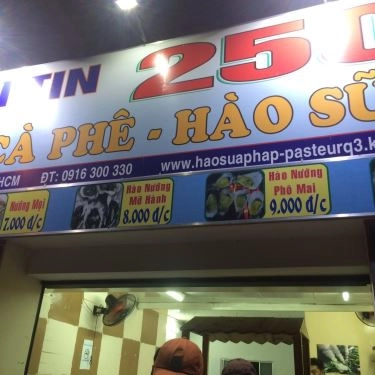 TIN 25
CÀ PHÊ - HÀO SỮ
HCM ĐT: 0916 300 330 www.haosuaphap-pasteurq3.k
Nướng Mọi
7.000 đ/c
Hào Nướng
Mỡ Hành
8.000 đ/c
Hào Nướng
Phô Mai
9.000 đ/c